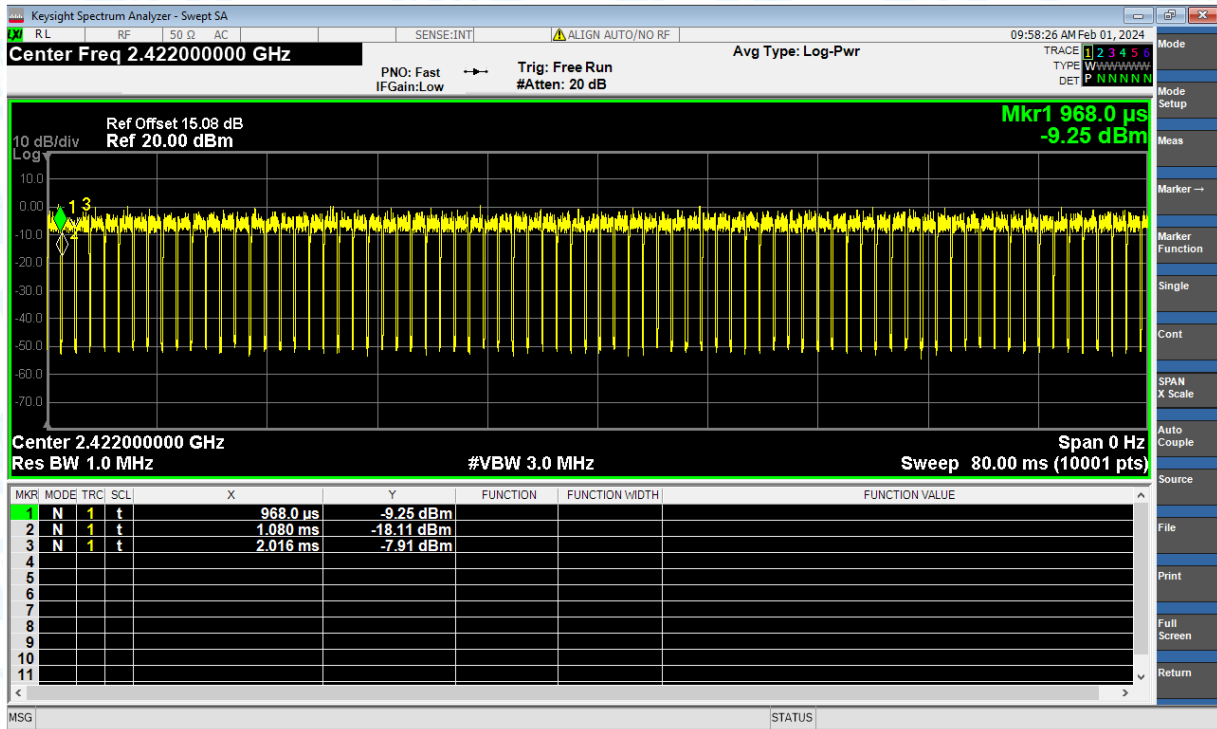 Keysight Spectrum Analyzer - Swept SA
LXI RL RF 50 Ω AC SENSE:INT ALIGN AUTO/NO RF 09:58:26 AM Feb 01, 2024
Center Freq 2.422000000 GHz Avg Type: Log-Pwr TRACE 1 2 3 4 5 6
PNO: Fast Trig: Free Run TYPE W
IFGain:Low #Atten: 20 dB DET P N N N N N
Mkr1 968.0 µs
-9.25 dBm
Ref Offset 15.08 dB
10 dB/div Ref 20.00 dBm
Log
10.0
0.00
-10.0
-20.0
-30.0
-40.0
-50.0
-60.0
-70.0
1 3
2
Center 2.422000000 GHz Span 0 Hz
Res BW 1.0 MHz #VBW 3.0 MHz Sweep 80.00 ms (10001 pts)
MKR MODE TRC SCL X Y FUNCTION FUNCTION WIDTH FUNCTION VALUE
1 N 1 t 968.0 µs -9.25 dBm
2 N 1 t 1.080 ms -18.11 dBm
3 N 1 t 2.016 ms -7.91 dBm
4
5
6
7
8
9
10
11
MSG STATUS
Mode
Mode
Setup
Meas
Marker→
Marker
Function
Single
Cont
SPAN
X Scale
Auto
Couple
Source
File
Print
Full
Screen
Return